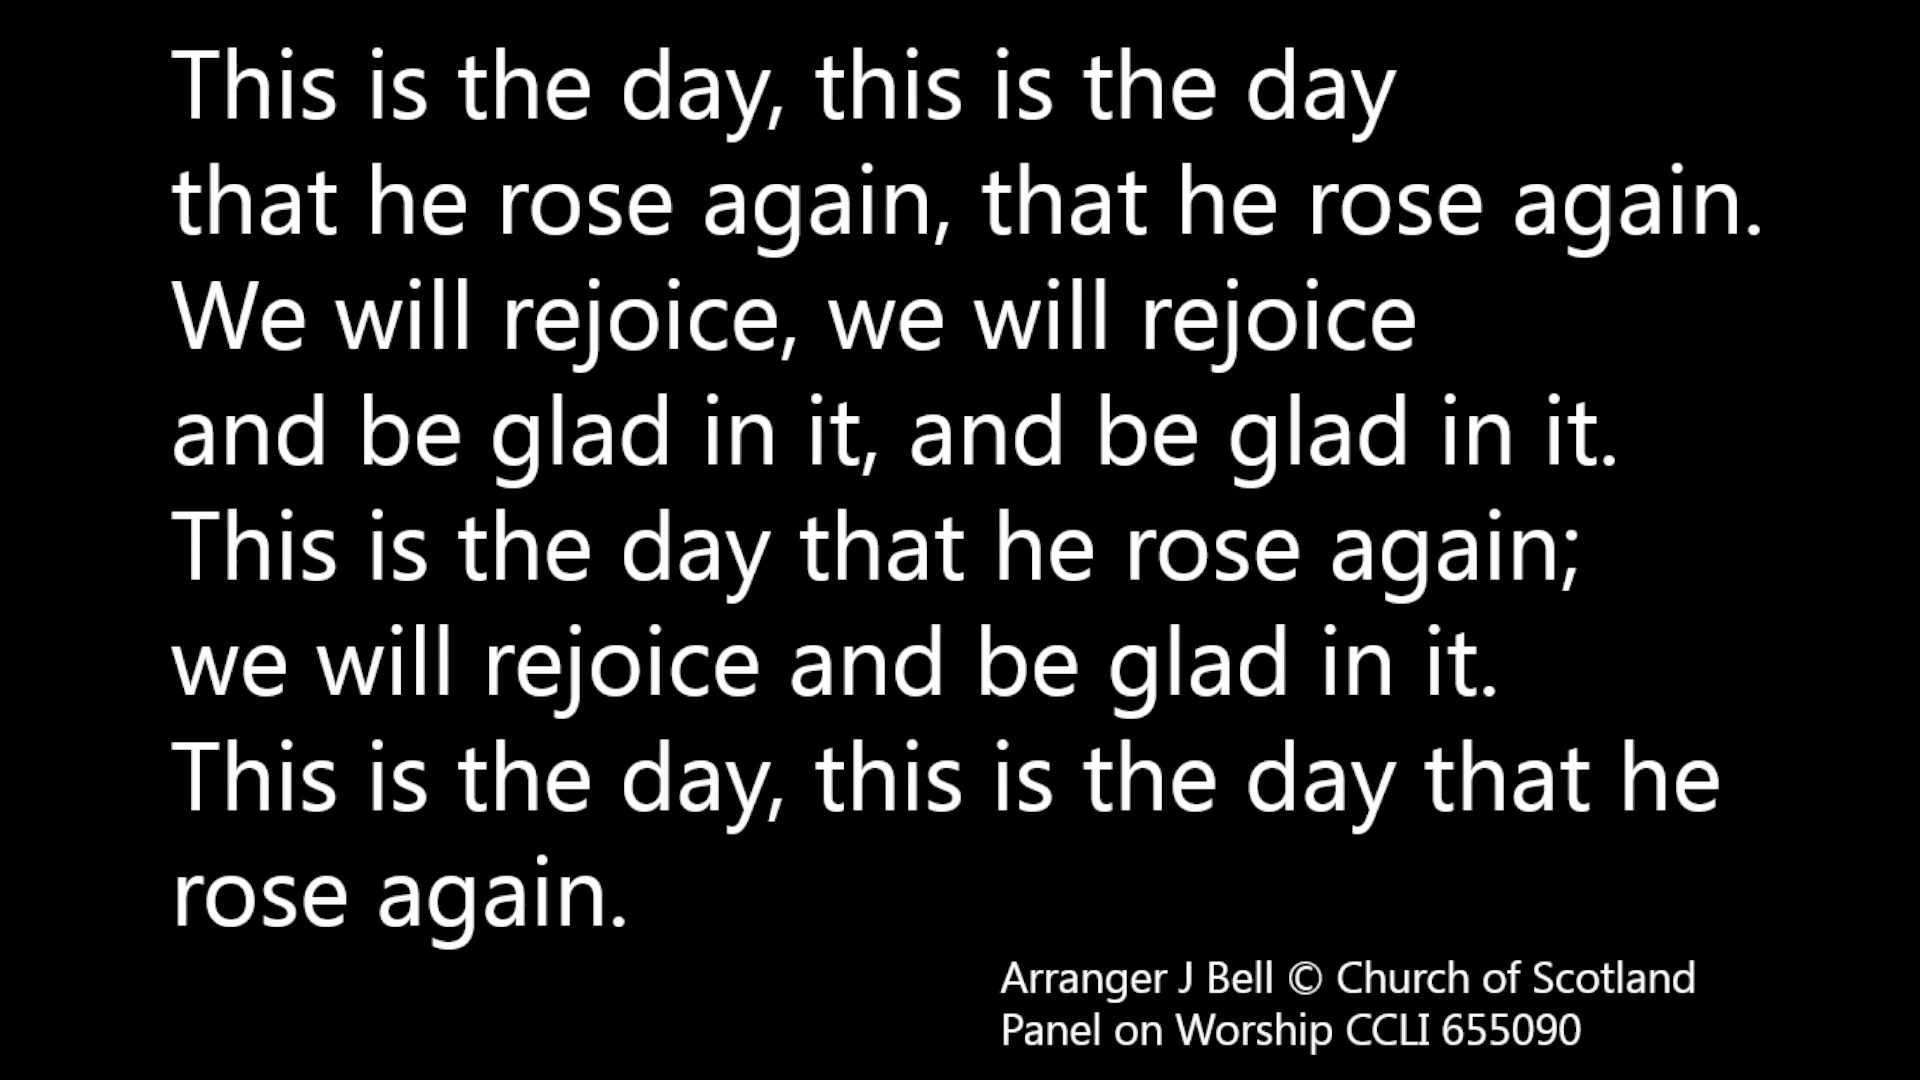 This is the day, this is the day
that he rose again, that he rose again.
We will rejoice, we will rejoice
and be glad in it, and be glad in it.
This is the day that he rose again;
we will rejoice and be glad in it.
This is the day, this is the day that he
rose again.
Arranger J Bell © Church of Scotland
Panel on Worship CCLI 655090